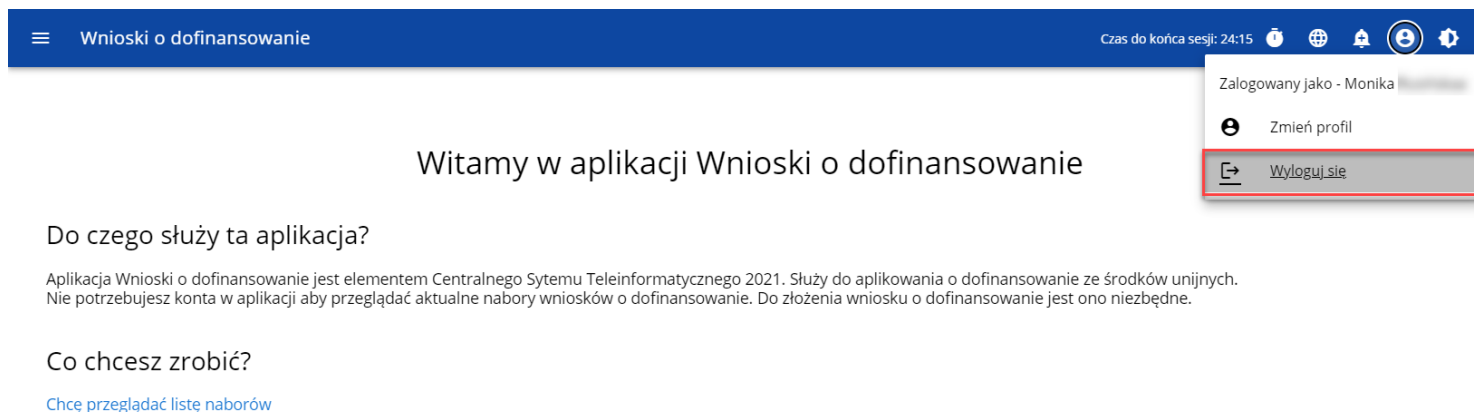 Wnioski o dofinansowanie
Czas do końca sesji: 24:15
Zalogowany jako - Monika
Zmień profil
Wyloguj się
Witamy w aplikacji Wnioski o dofinansowanie
Do czego służy ta aplikacja?
Aplikacja Wnioski o dofinansowanie jest elementem Centralnego Sytemu Teleinformatycznego 2021. Służy do aplikowania o dofinansowanie ze środków unijnych.
Nie potrzebujesz konta w aplikacji aby przeglądać aktualne nabory wniosków o dofinansowanie. Do złożenia wniosku o dofinansowanie jest ono niezbędne.
Co chcesz zrobić?
Chcę przeglądać listę naborów